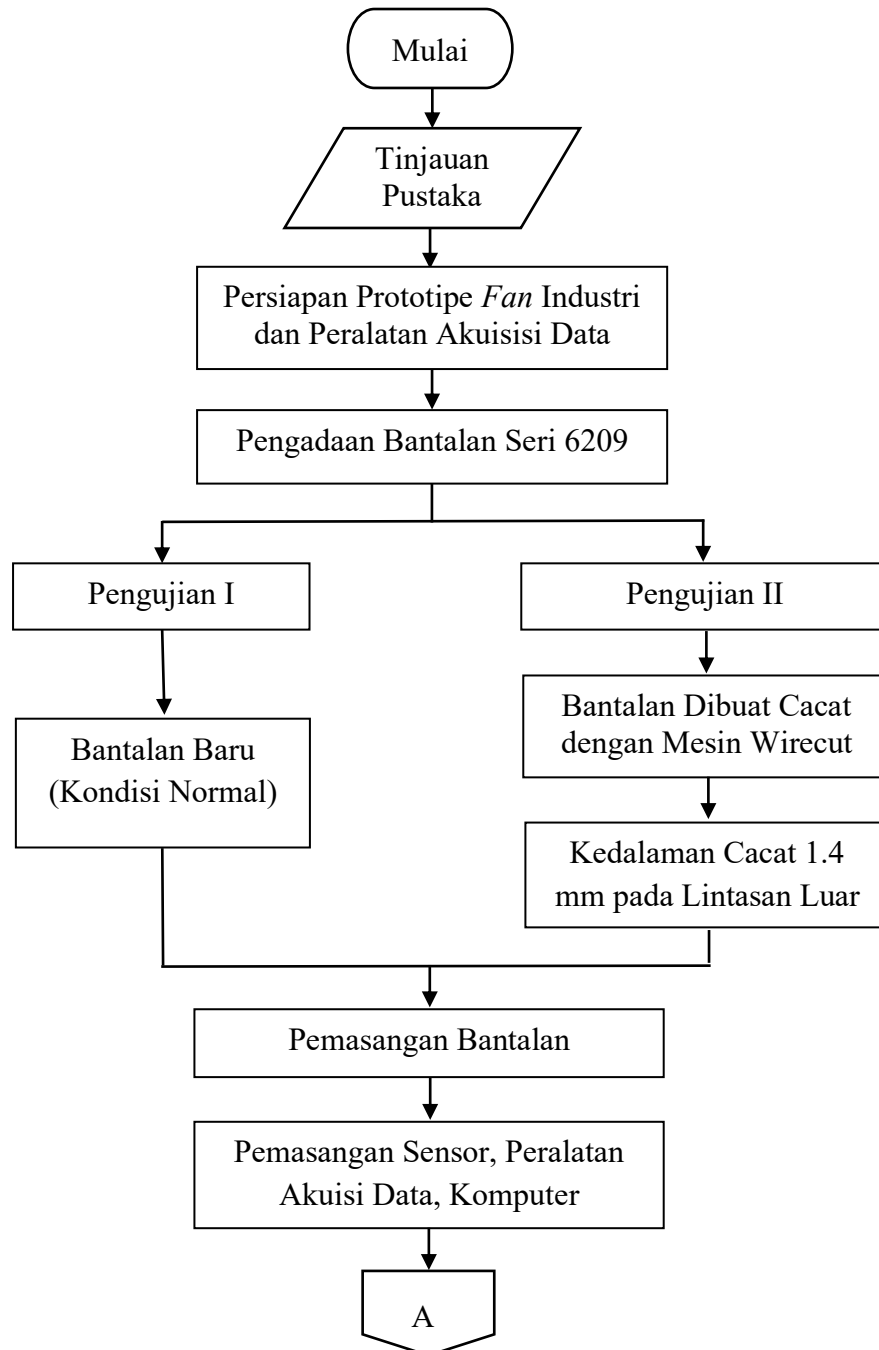 Mulai
Tinjauan
Pustaka
Persiapan Prototipe Fan Industri
dan Peralatan Akuisisi Data
Pengadaan Bantalan Seri 6209
Pengujian I
Bantalan Baru
(Kondisi Normal)
Pengujian II
Bantalan Dibuat Cacat
dengan Mesin Wirecut
Kedalaman Cacat 1.4
mm pada Lintasan Luar
Pemasangan Bantalan
Pemasangan Sensor, Peralatan
Akuisi Data, Komputer
A